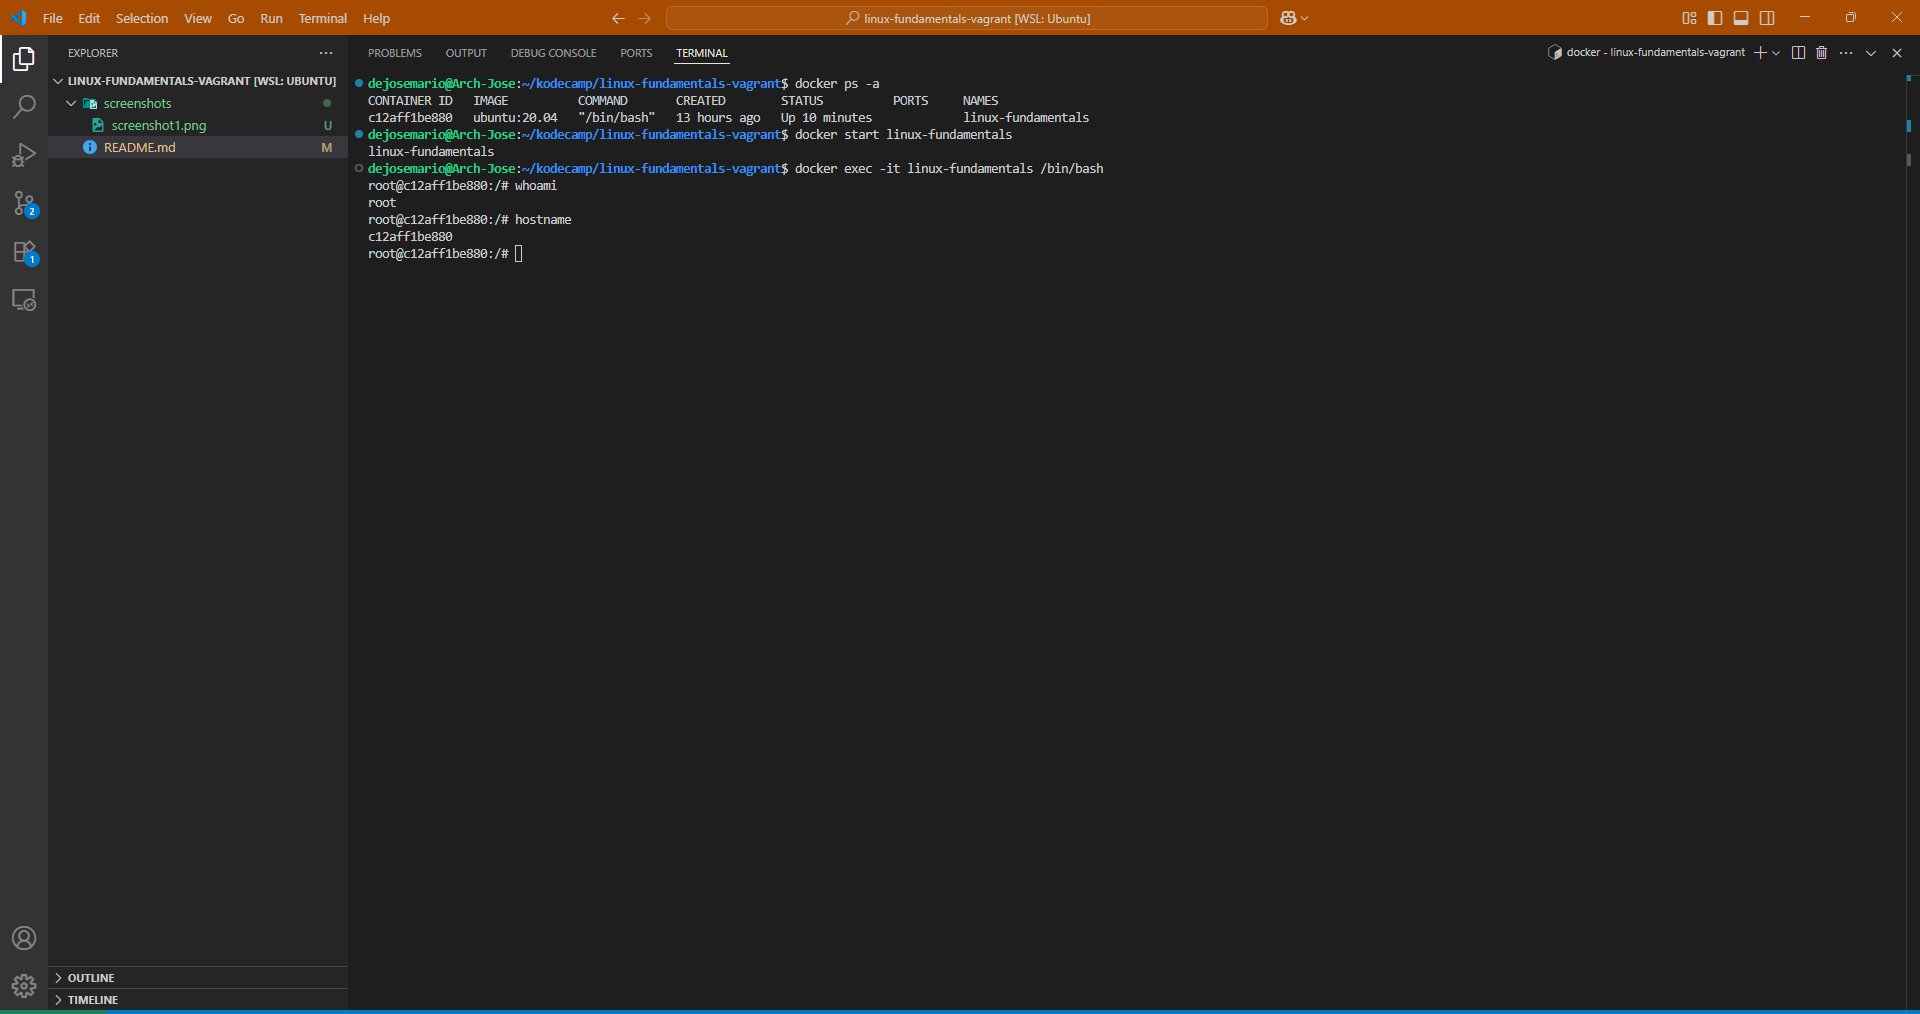 File Edit Selection View Go Run Terminal Help
linux-fundamentals-vagrant [WSL: Ubuntu]
EXPLORER
LINUX-FUNDAMENTALS-VAGRANT [WSL: UBUNTU]
screenshots
screenshot1.png U
README.md M
2
1
OUTLINE
TIMELINE
PROBLEMS OUTPUT DEBUG CONSOLE PORTS TERMINAL
docker - linux-fundamentals-vagrant
dejosemario@Arch-Jose:~/kodecamp/linux-fundamentals-vagrant$ docker ps -a
CONTAINER ID IMAGE COMMAND CREATED STATUS PORTS NAMES
c12aff1be880 ubuntu:20.04 "/bin/bash" 13 hours ago Up 10 minutes linux-fundamentals
dejosemario@Arch-Jose:~/kodecamp/linux-fundamentals-vagrant$ docker start linux-fundamentals
linux-fundamentals
dejosemario@Arch-Jose:~/kodecamp/linux-fundamentals-vagrant$ docker exec -it linux-fundamentals /bin/bash
root@c12aff1be880:/# whoami
root
root@c12aff1be880:/# hostname
c12aff1be880
root@c12aff1be880:/#